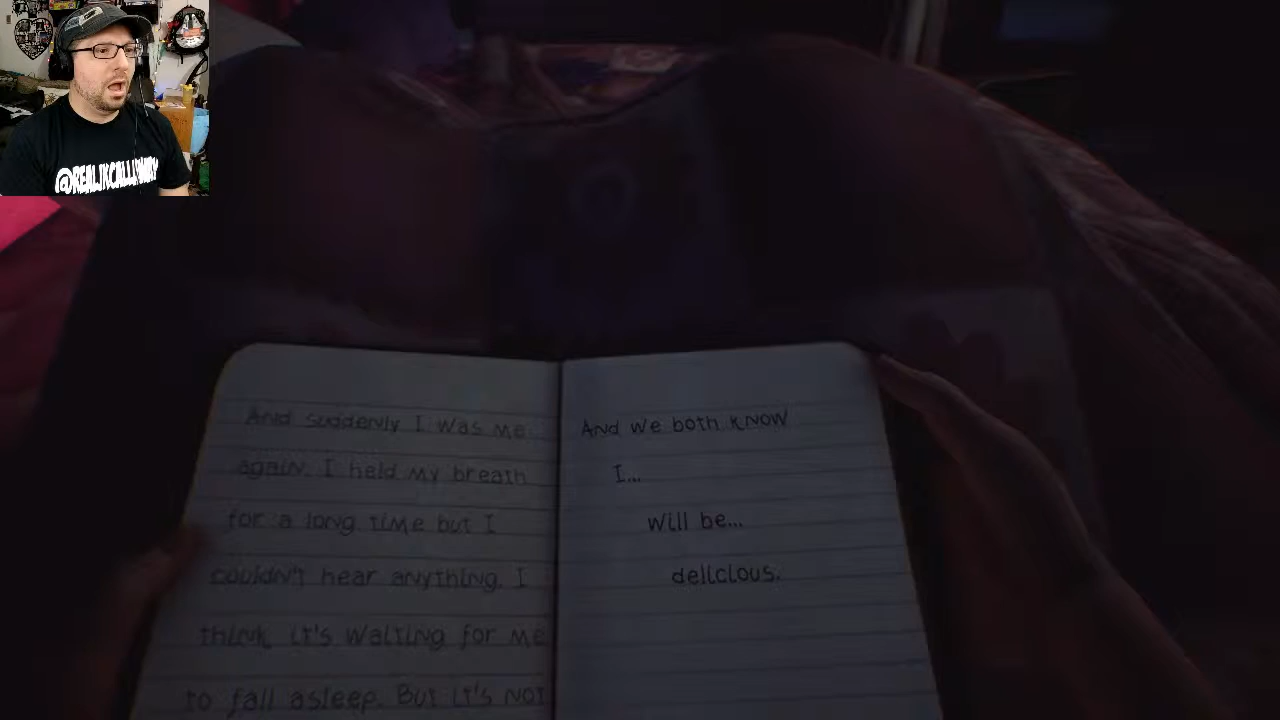 @REALJKCALLAWAY
And suddenly I was me
again. I held my breath
for a long time but I
couldn't hear anything. I
think it's waiting for me
to fall asleep. But it's not
And we both know
I...
will be...
delicious.